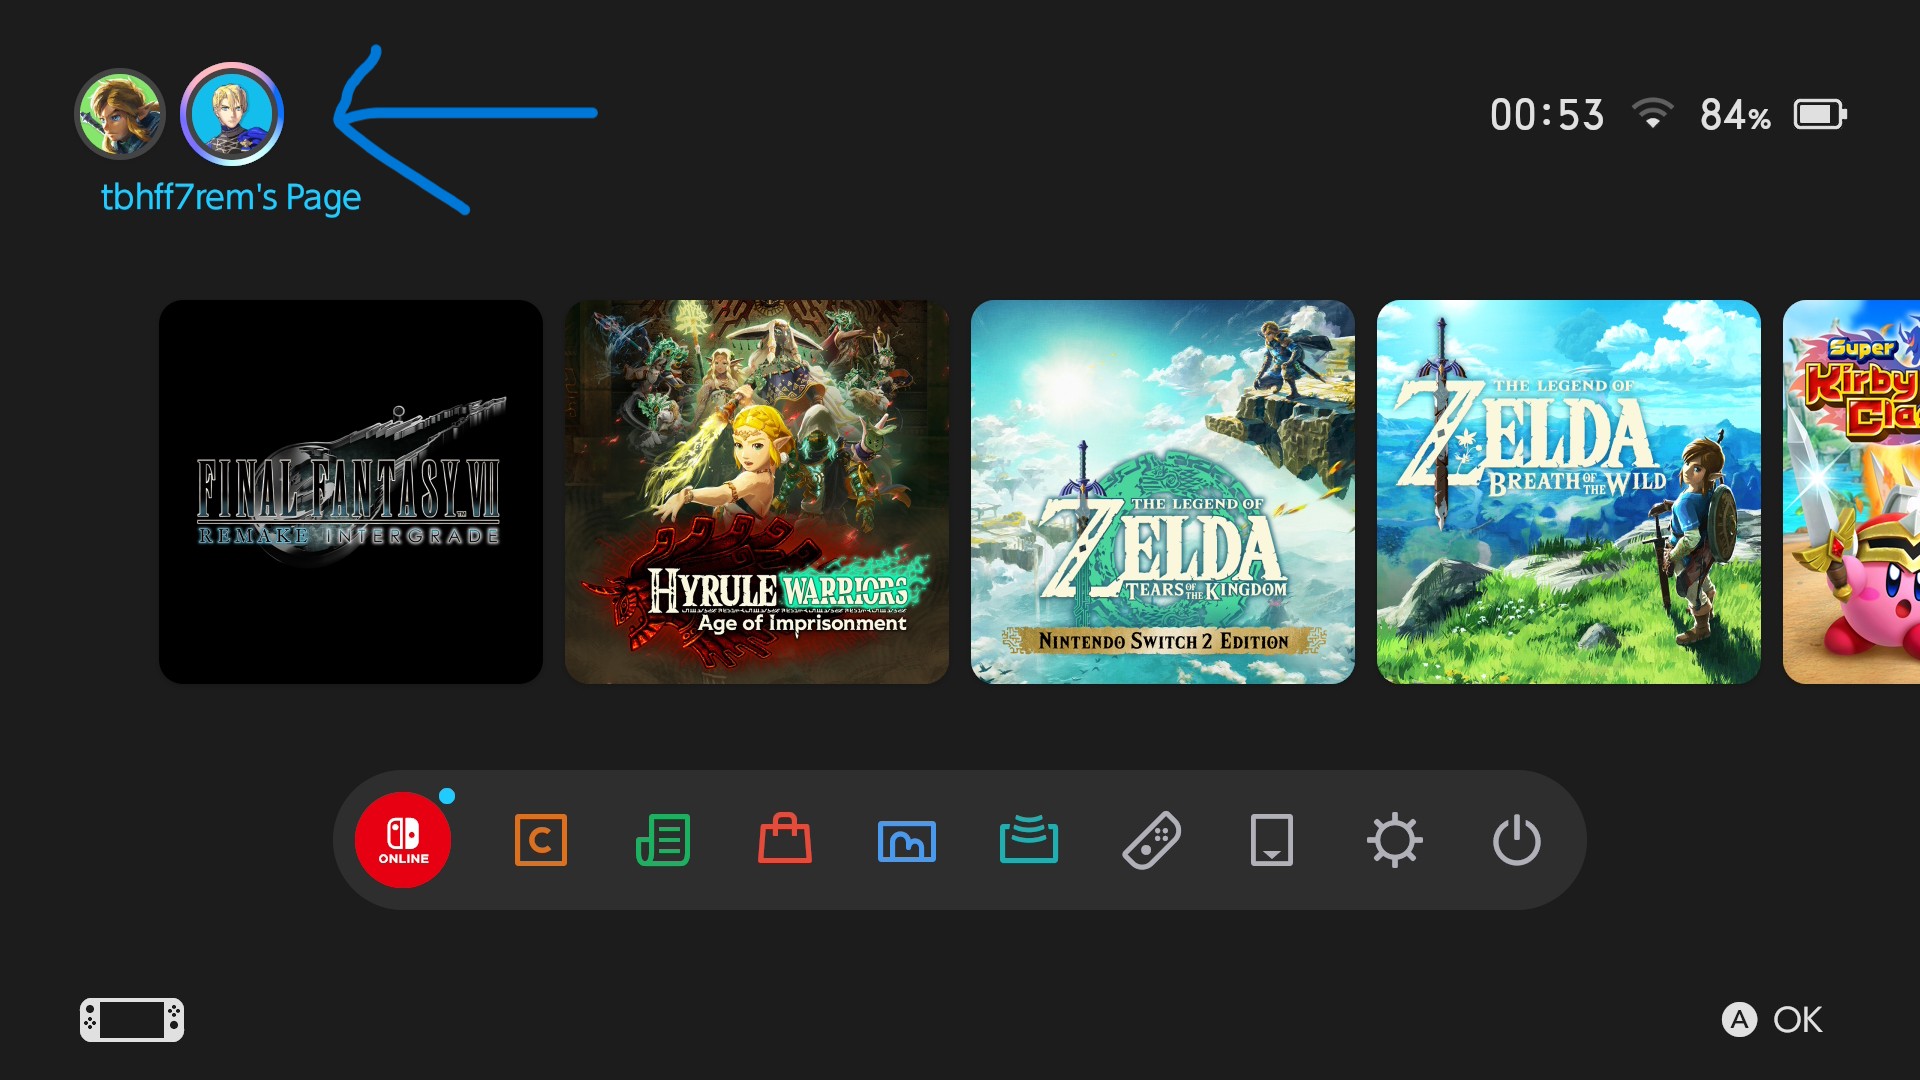 00:53 84%
tbhff7rem's Page
FINAL FANTASY VII
REMAKE INTERGRADE
HYRULE WARRIORS
Age of Imprisonment
THE LEGEND OF
ZELDA
TEARS OF THE KINGDOM
NINTENDO SWITCH 2 EDITION
THE LEGEND OF
ZELDA
BREATH OF THE WILD
Super
Kirby
Cla
ONLINE
C
A OK